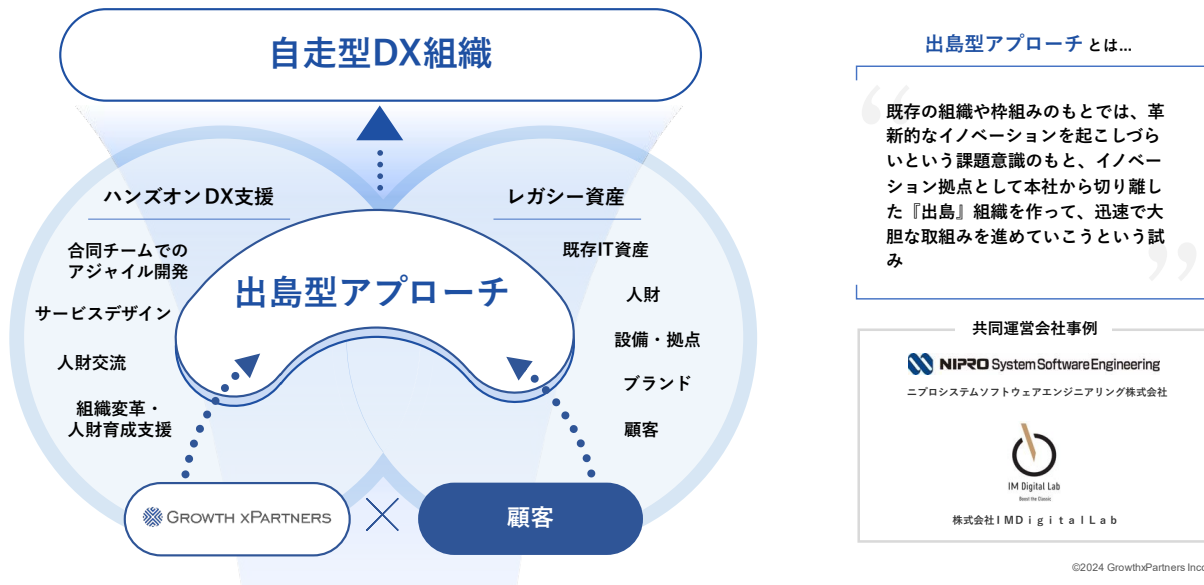 自走型DX組織
ハンズオンDX支援
合同チームでの
アジャイル開発
サービスデザイン
人財交流
組織変革・
人財育成支援
レガシー資産
既存IT資産
人財
設備・拠点
ブランド
顧客
出島型アプローチ
GROWTH xPARTNERS
顧客
出島型アプローチ とは...
既存の組織や枠組みのもとでは、革
新的なイノベーションを起こしづら
いという課題意識のもと、イノベー
ション拠点として本社から切り離し
た『出島』組織を作って、迅速で大
胆な取組みを進めていこうという試
み
共同運営会社事例
NIPRO System Software Engineering
ニプロシステムソフトウェアエンジニアリング株式会社
IM Digital Lab
Boost the Classic
株式会社IMDigitalLab
©2024 GrowthxPartners